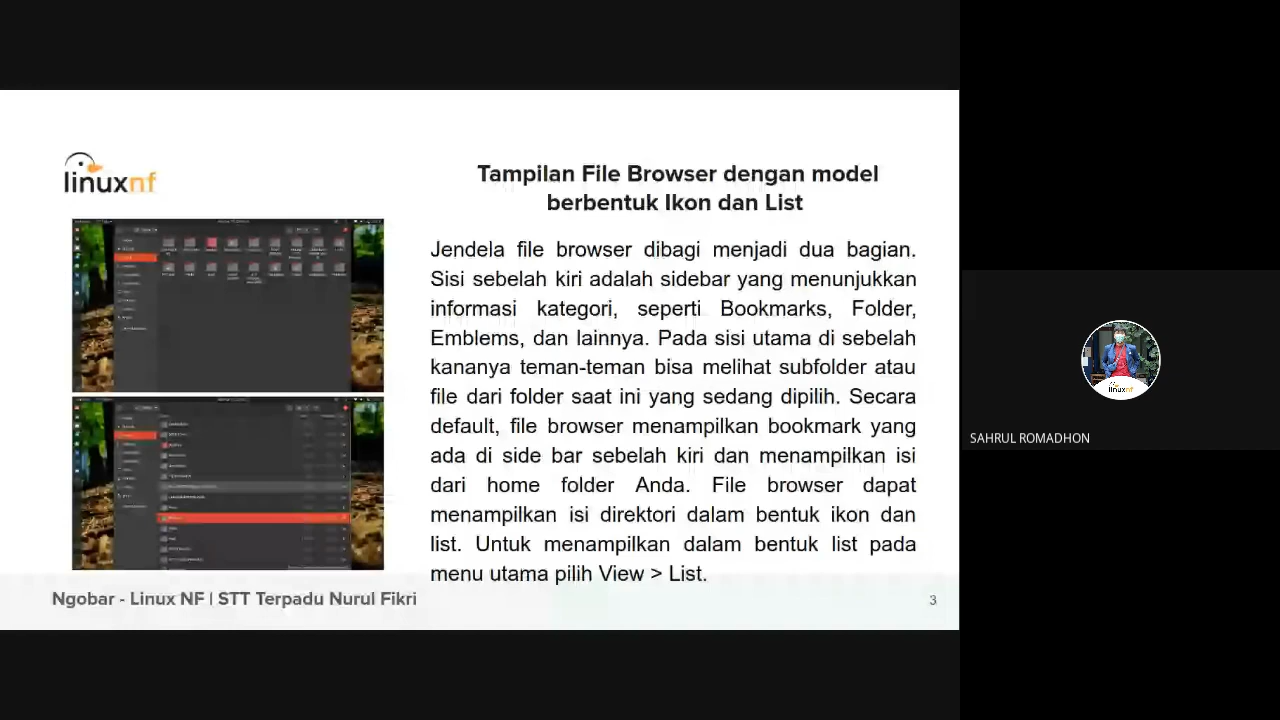 linuxnf
Tampilan File Browser dengan model
berbentuk Ikon dan List
Jendela file browser dibagi menjadi dua bagian.
Sisi sebelah kiri adalah sidebar yang menunjukkan
informasi kategori, seperti Bookmarks, Folder,
Emblems, dan lainnya. Pada sisi utama di sebelah
kananya teman-teman bisa melihat subfolder atau
file dari folder saat ini yang sedang dipilih. Secara
default, file browser menampilkan bookmark yang
ada di side bar sebelah kiri dan menampilkan isi
dari home folder Anda. File browser dapat
menampilkan isi direktori dalam bentuk ikon dan
list. Untuk menampilkan dalam bentuk list pada
menu utama pilih View > List.
Ngobar - Linux NF | STT Terpadu Nurul Fikri
3
linuxnf
SAHRUL ROMADHON